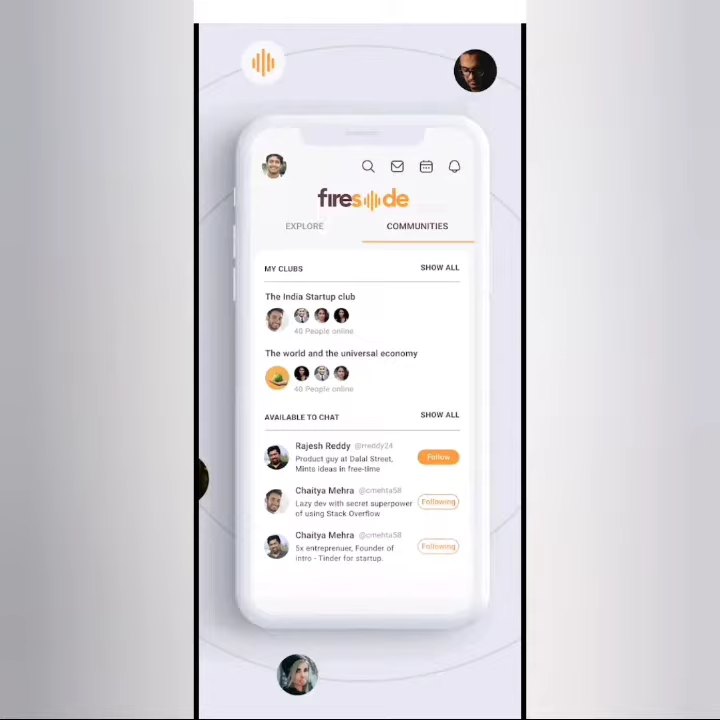 fireside
EXPLORE
COMMUNITIES
MY CLUBS
SHOW ALL
The India Startup club
40 People online
The world and the universal economy
40 People online
AVAILABLE TO CHAT
SHOW ALL
Rajesh Reddy @rreddy24
Product guy at Dalal Street,
Mints ideas in free-time
Follow
Chaitya Mehra @cmehta58
Lazy dev with secret superpower
of using Stack Overflow
Following
Chaitya Mehra @cmehta58
5x entreprenuer, Founder of
intro - Tinder for startup.
Following